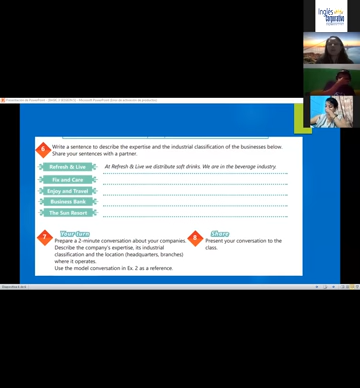 Inglés
corporativo
6 Write a sentence to describe the expertise and the industrial classification of the businesses below.
Share your sentences with a partner.
Refresh & Live
At Refresh & Live we distribute soft drinks. We are in the beverage industry.
Fix and Care
Enjoy and Travel
Business Bank
The Sun Resort
7 Your turn
Prepare a 2-minute conversation about your companies
Describe the company's expertise, its industrial
classification and the location (headquarters, branches)
where it operates.
Use the model conversation in Ex. 2 as a reference.
8 Share
Present your conversation to the
class.